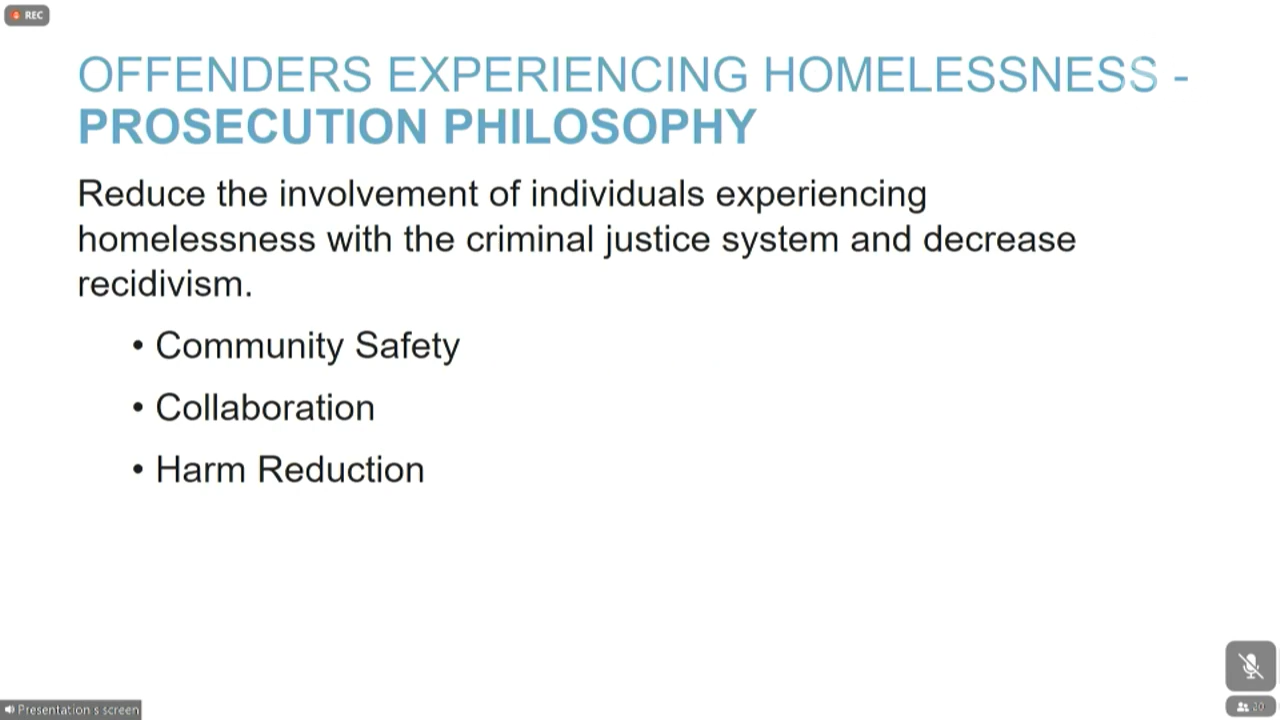 REC
OFFENDERS EXPERIENCING HOMELESSNESS -
PROSECUTION PHILOSOPHY
Reduce the involvement of individuals experiencing
homelessness with the criminal justice system and decrease
recidivism.
• Community Safety
• Collaboration
• Harm Reduction
Presentation s screen
20